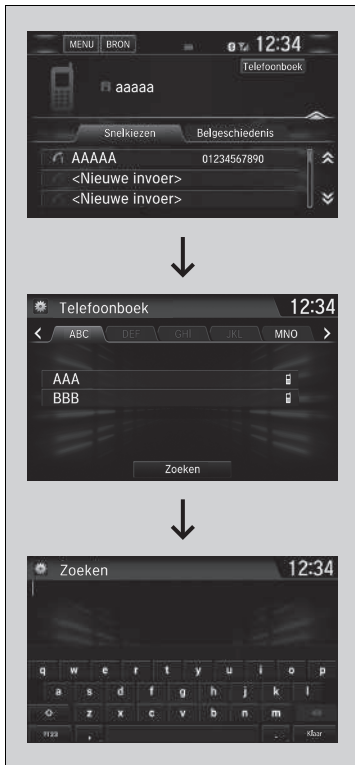 MENU BRON 12:34
Telefoonboek
aaaaa
Snelkiezen Belgeschiedenis
AAAAA 01234567890
<Nieuwe invoer>
<Nieuwe invoer>
Telefoonboek 12:34
ABC DEF GHI JKL MNO
AAA
BBB
Zoeken
Zoeken 12:34
q w e r t y u i o p
a s d f g h j k l
z x c v b n m
?123 , . Klaar